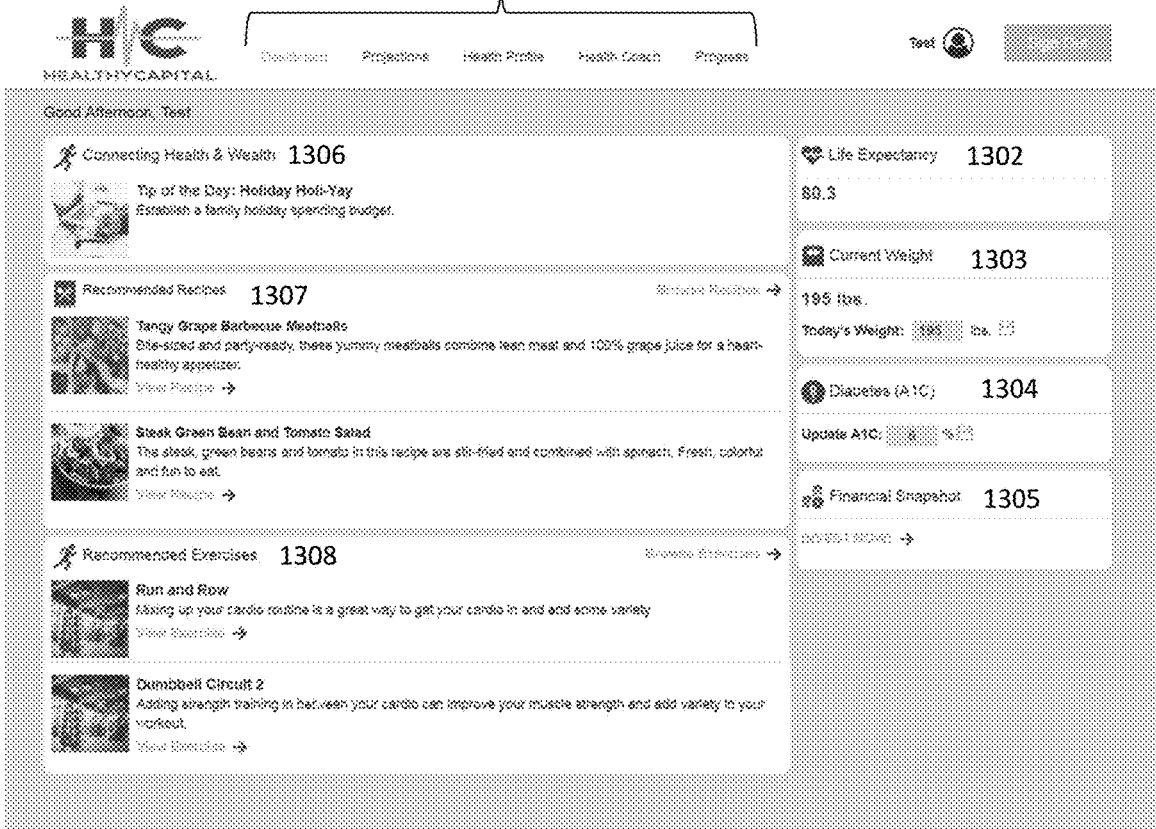 H C
HEALTHYCAPITAL
Dashboard Projections Health Profile Health Coach Progress
Test
Good Afternoon, Test
Connecting Health & Wealth 1306
Tip of the Day: Holiday Holi-Yay
Establish a family holiday spending budget.
Recommended Recipes 1307
Browse Recipes →
Tangy Grape Barbecue Meatballs
Bite-sized and party-ready, these yummy meatballs combine lean meat and 100% grape juice for a heart-
healthy appetizer.
View Recipe →
Steak Green Bean and Tomato Salad
The steak, green beans and tomato in this recipe are stir-fried and combined with spinach. Fresh, colorful
and fun to eat.
View Recipe →
Recommended Exercises 1308
Browse Exercises →
Run and Row
Mixing up your cardio routine is a great way to get your cardio in and add some variety
View Exercise →
Dumbbell Circuit 2
Adding strength training in between your cardio can improve your muscle strength and add variety to your
workout.
View Exercise →
Life Expectancy 1302
80.3
Current Weight 1303
195 lbs.
Today's Weight: 195 lbs.
Diabetes (A1C) 1304
Update A1C: 6 %
Financial Snapshot 1305
→